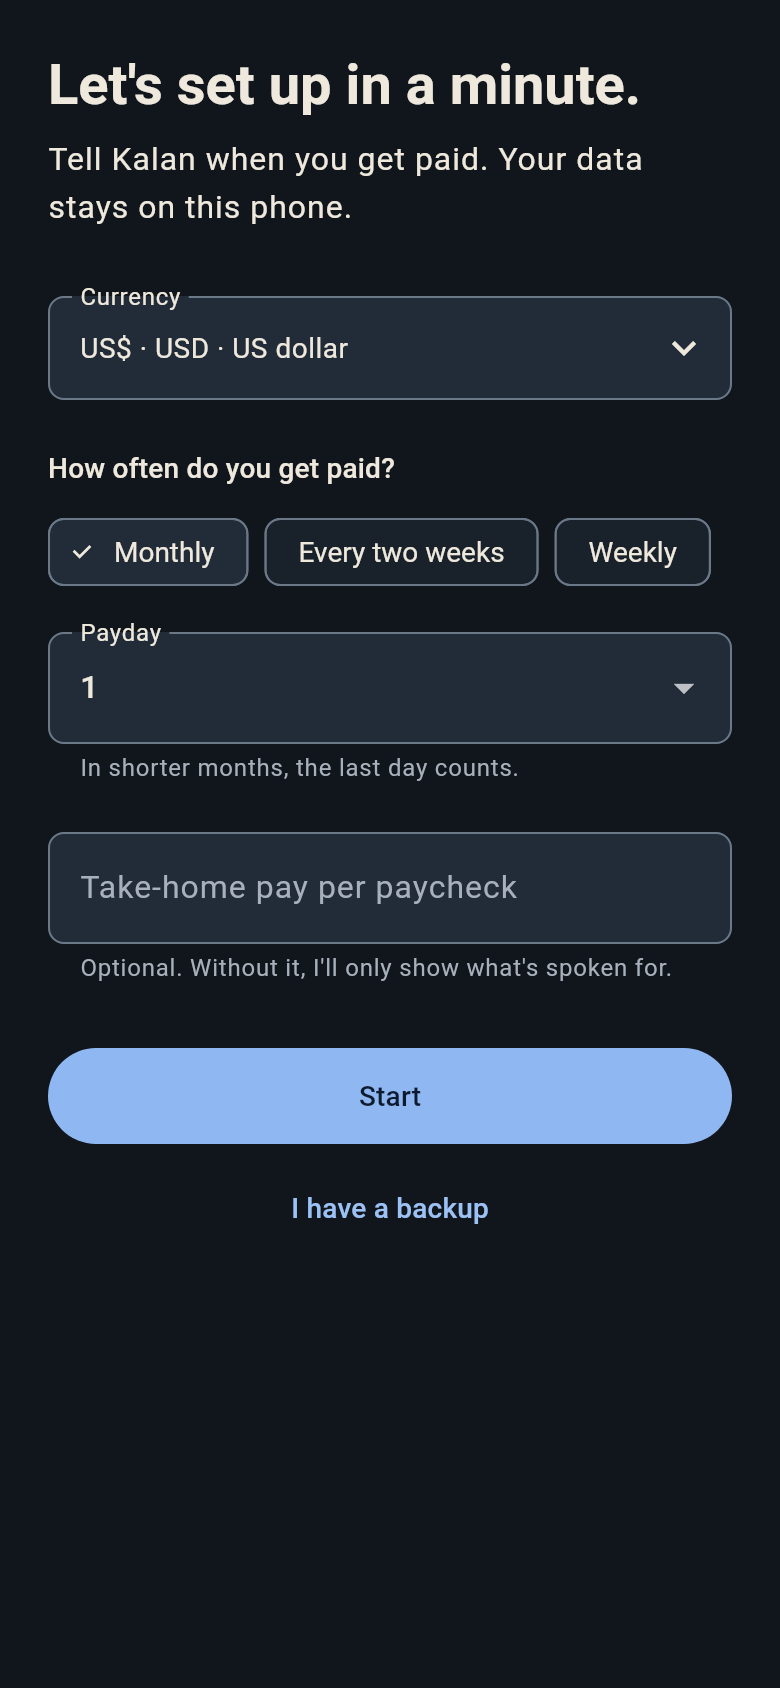 Let's set up in a minute.
Tell Kalan when you get paid. Your data
stays on this phone.
Currency
US$ · USD · US dollar
How often do you get paid?
Monthly
Every two weeks
Weekly
Payday
1
In shorter months, the last day counts.
Take-home pay per paycheck
Optional. Without it, I'll only show what's spoken for.
Start
I have a backup